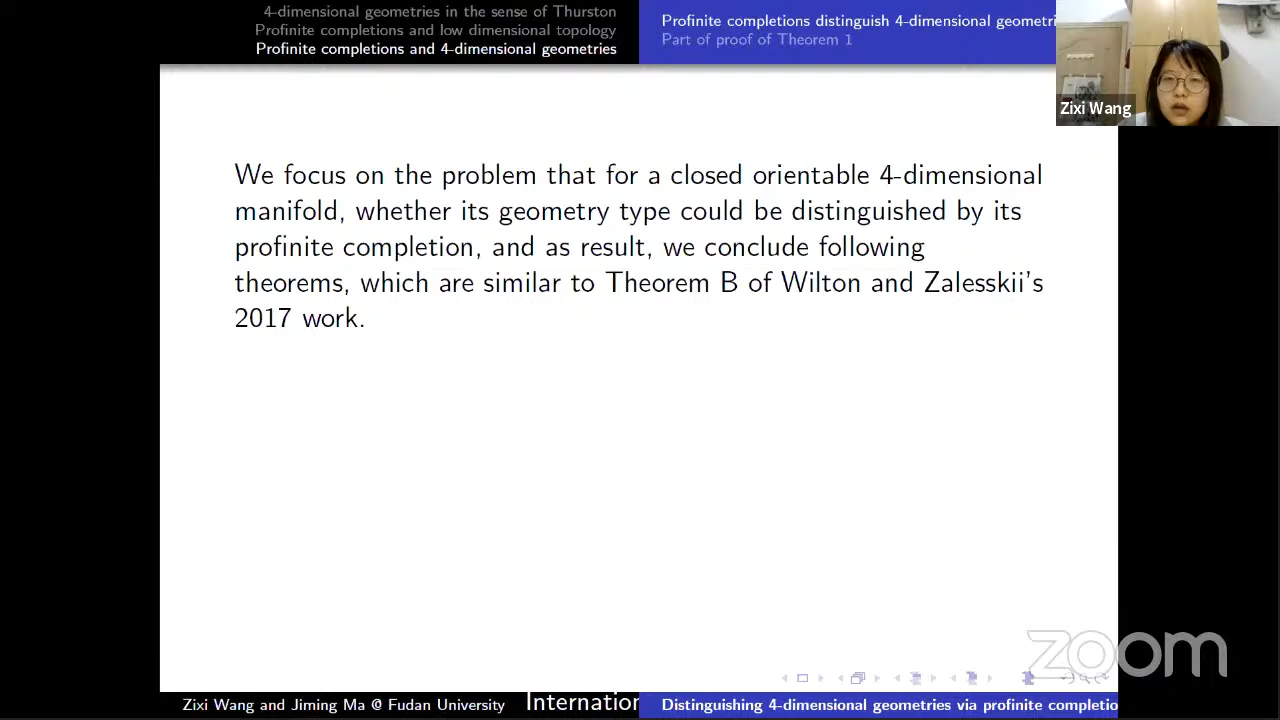 4-dimensional geometries in the sense of Thurston
Profinite completions and low dimensional topology
Profinite completions and 4-dimensional geometries
Profinite completions distinguish 4-dimensional geometri
Part of proof of Theorem 1
Zixi Wang
We focus on the problem that for a closed orientable 4-dimensional
manifold, whether its geometry type could be distinguished by its
profinite completion, and as result, we conclude following
theorems, which are similar to Theorem B of Wilton and Zalesskii's
2017 work.
zoom
Zixi Wang and Jiming Ma @ Fudan University
Internation
Distinguishing 4-dimensional geometries via profinite completio